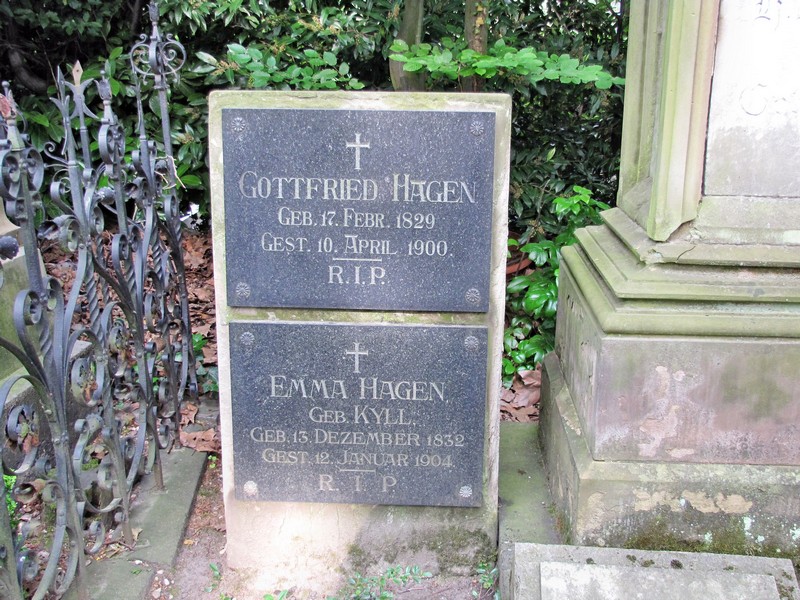 GOTTFRIED HAGEN
GEB. 17. FEBR. 1829
GEST. 10. APRIL 1900.
R.I.P.
EMMA HAGEN
GEB. KYLL.
GEB. 13. DEZEMBER 1832
GEST. 12. JANUAR 1904.
R I P